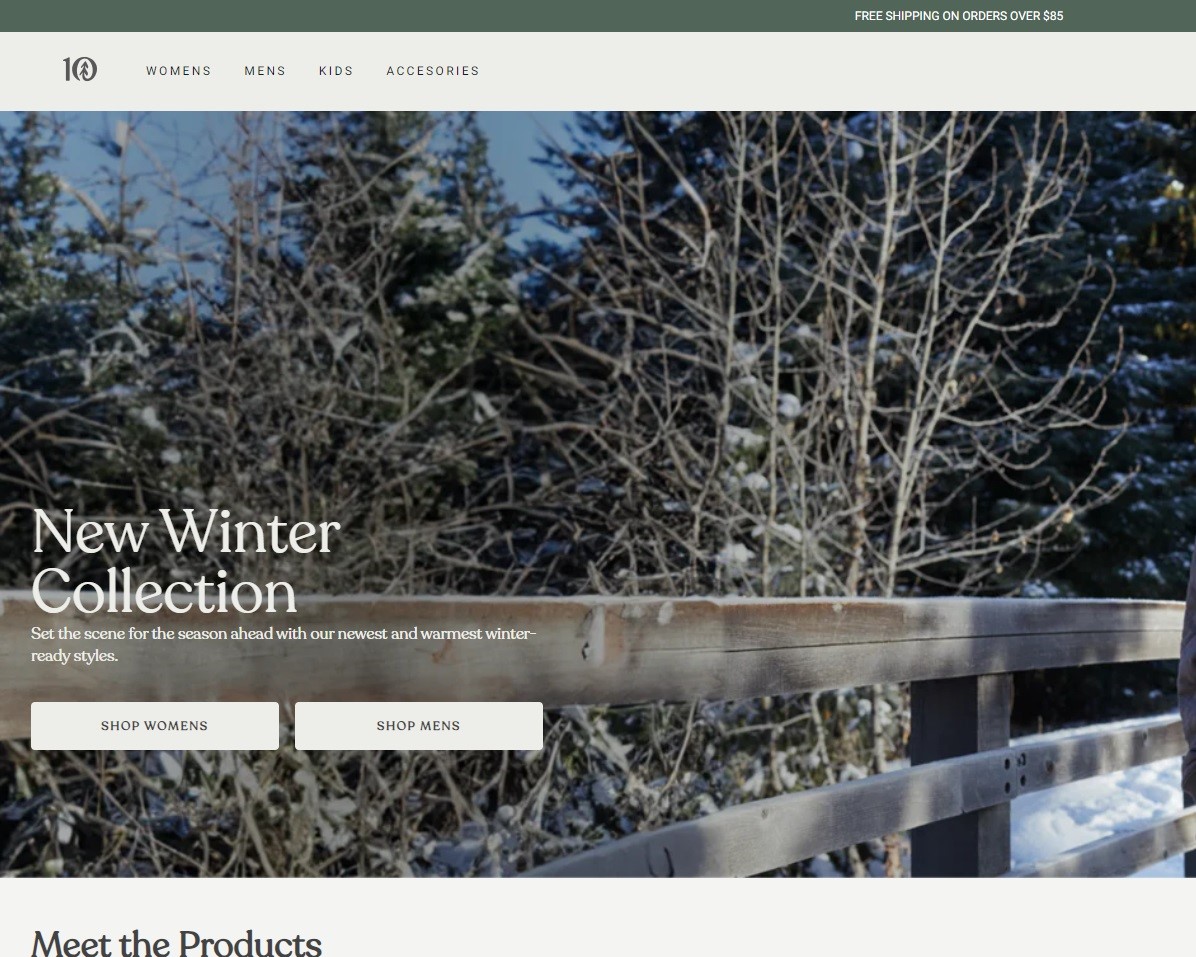 FREE SHIPPING ON ORDERS OVER $85
10
WOMENS MENS KIDS ACCESORIES
New Winter
Collection
Set the scene for the season ahead with our newest and warmest winter-
ready styles.
SHOP WOMENS SHOP MENS
Meet the Products